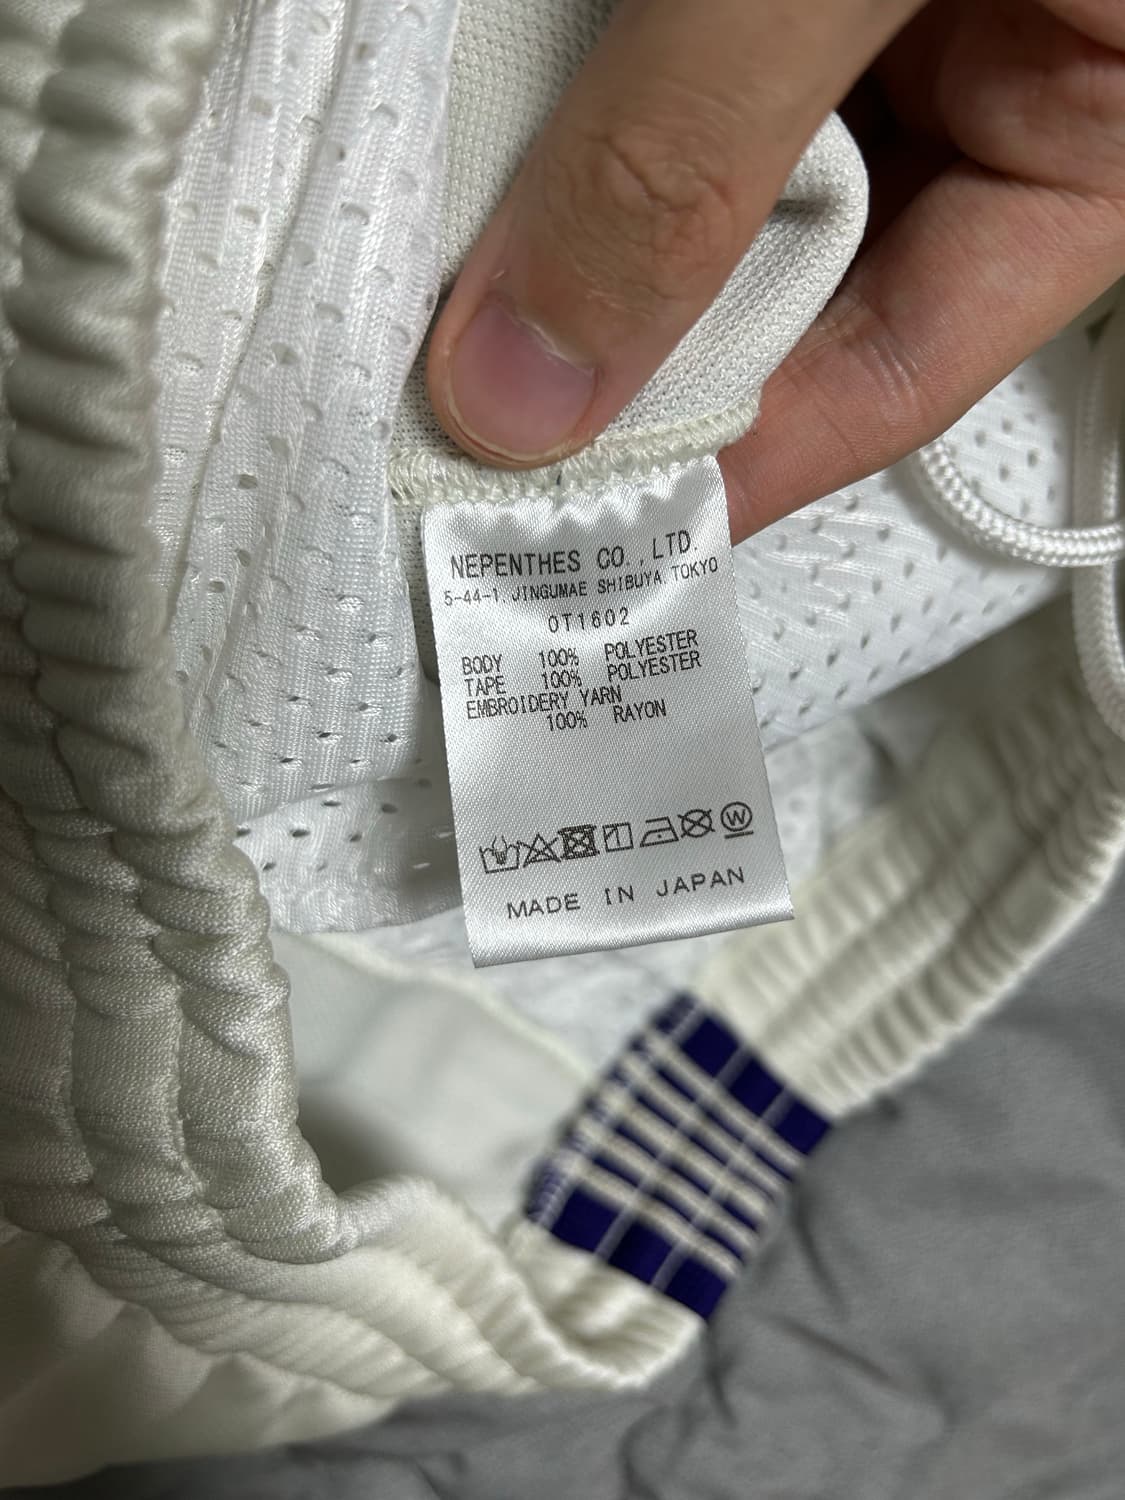 NEPENTHES CO.,LTD.
5-44-1 JINGUMAE SHIBUYA TOKYO
OT1602
BODY 100% POLYESTER
TAPE 100% POLYESTER
EMBROIDERY YARN
100% RAYON
W
MADE IN JAPAN